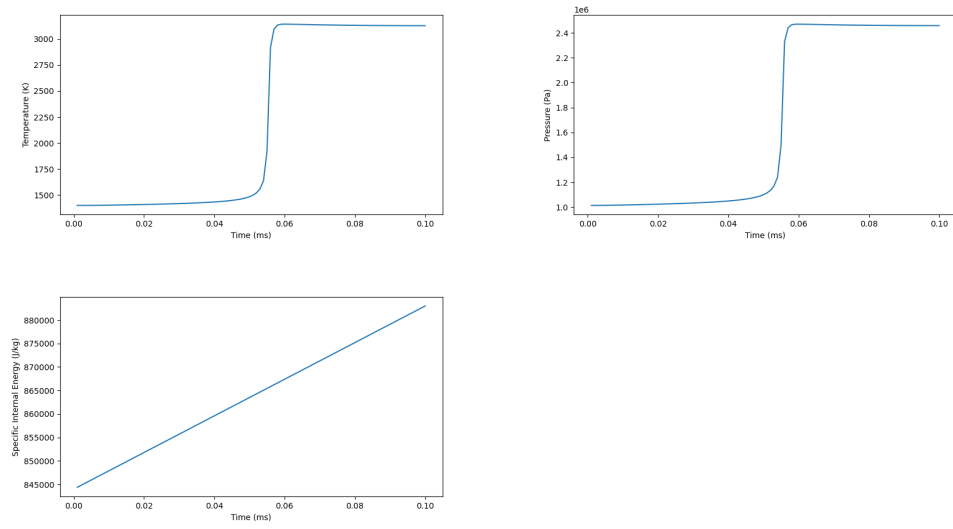 3000
2750
2500
2250
2000
1750
1500
Temperature (K)
0.00 0.02 0.04 0.06 0.08 0.10
Time (ms)
1e6
2.4
2.2
2.0
1.8
1.6
1.4
1.2
1.0
Pressure (Pa)
0.00 0.02 0.04 0.06 0.08 0.10
Time (ms)
880000
875000
870000
865000
860000
855000
850000
845000
Specific Internal Energy (J/kg)
0.00 0.02 0.04 0.06 0.08 0.10
Time (ms)